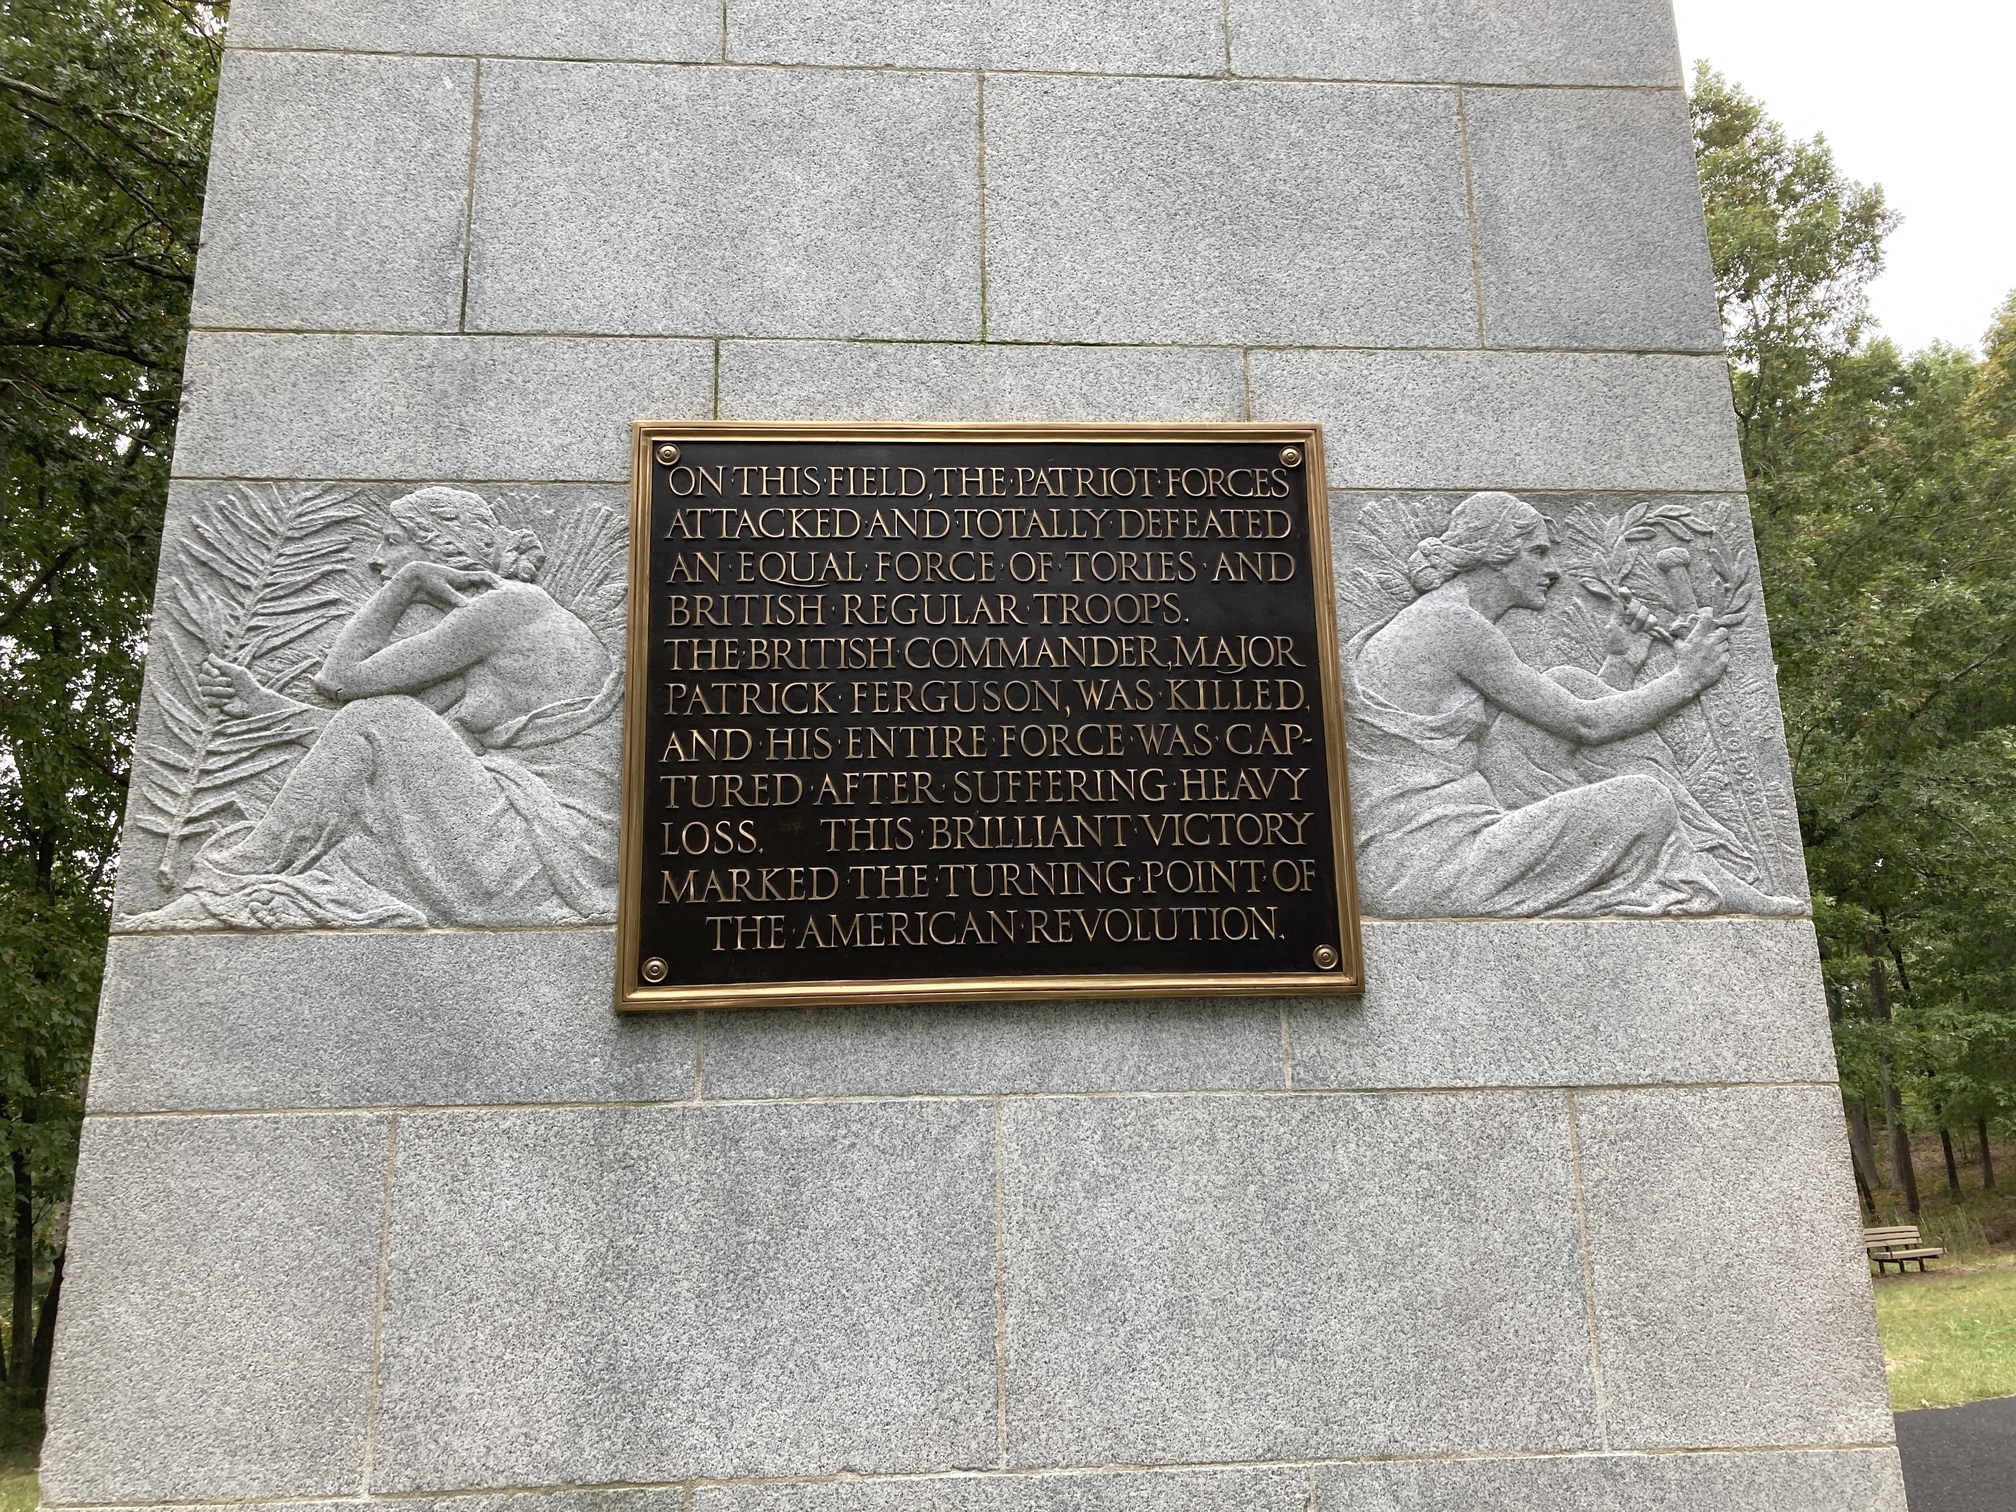 ON·THIS·FIELD, THE·PATRIOT·FORCES
ATTACKED·AND·TOTALLY·DEFEATED
AN·EQUAL·FORCE·OF·TORIES·AND
BRITISH·REGULAR·TROOPS.
THE·BRITISH·COMMANDER, MAJOR
PATRICK·FERGUSON, WAS·KILLED,
AND·HIS·ENTIRE·FORCE·WAS·CAP-
TURED·AFTER·SUFFERING·HEAVY
LOSS. THIS·BRILLIANT·VICTORY
MARKED·THE·TURNING·POINT·OF
THE·AMERICAN·REVOLUTION.